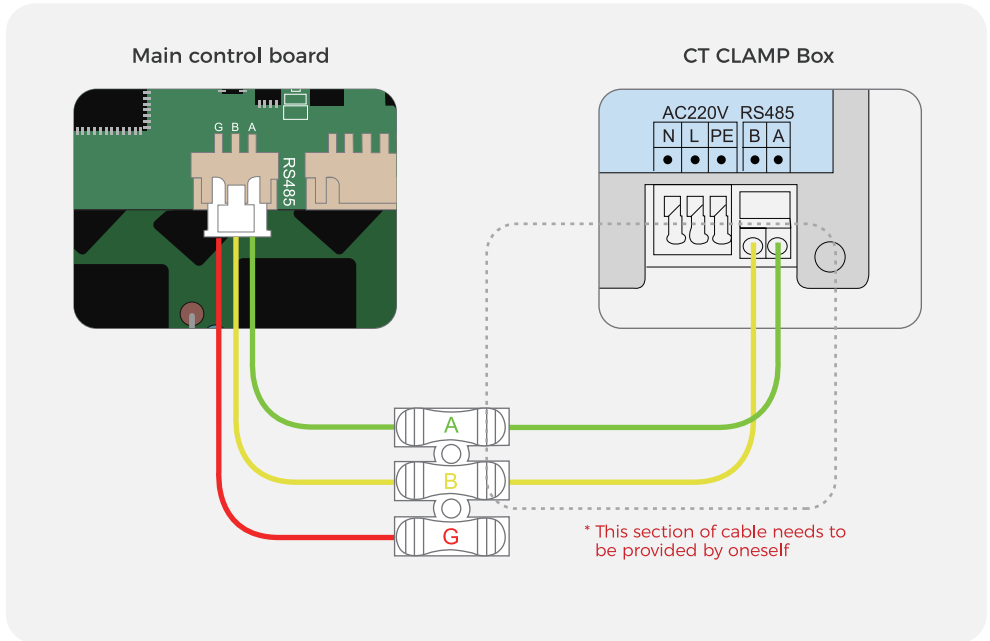 Main control board
CT CLAMP Box
G B A
RS485
AC220V RS485
N L PE B A
A
B
G
* This section of cable needs to
be provided by oneself